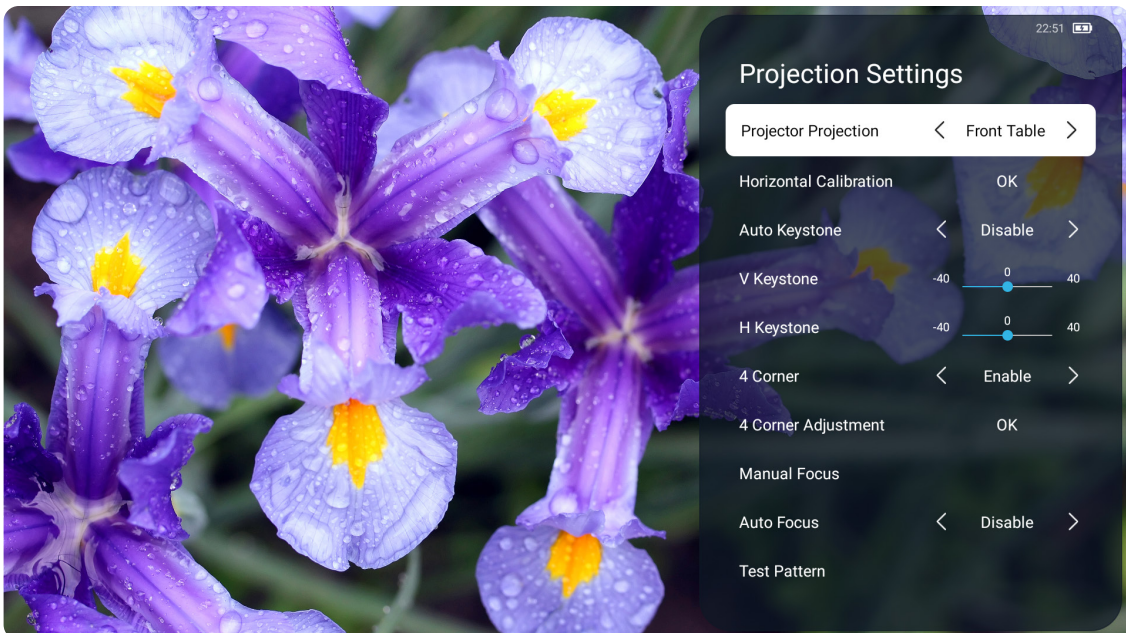 22:51
Projection Settings
Projector Projection < Front Table >
Horizontal Calibration OK
Auto Keystone < Disable >
V Keystone -40 0 40
H Keystone -40 0 40
4 Corner < Enable >
4 Corner Adjustment OK
Manual Focus
Auto Focus < Disable >
Test Pattern